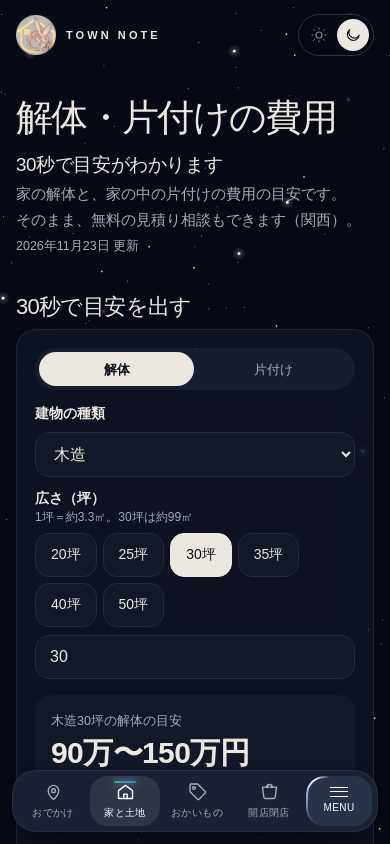 TOWN NOTE
解体・片付けの費用
30秒で目安がわかります
家の解体と、家の中の片付けの費用の目安です。
そのまま、無料の見積り相談もできます（関西）。
2026年11月23日 更新
30秒で目安を出す
解体 片付け
建物の種類
木造
広さ（坪）
1坪＝約3.3㎡。30坪は約99㎡
20坪 25坪 30坪 35坪
40坪 50坪
30
木造30坪の解体の目安
90万〜150万円
おでかけ 家と土地 おかいもの 開店閉店 MENU